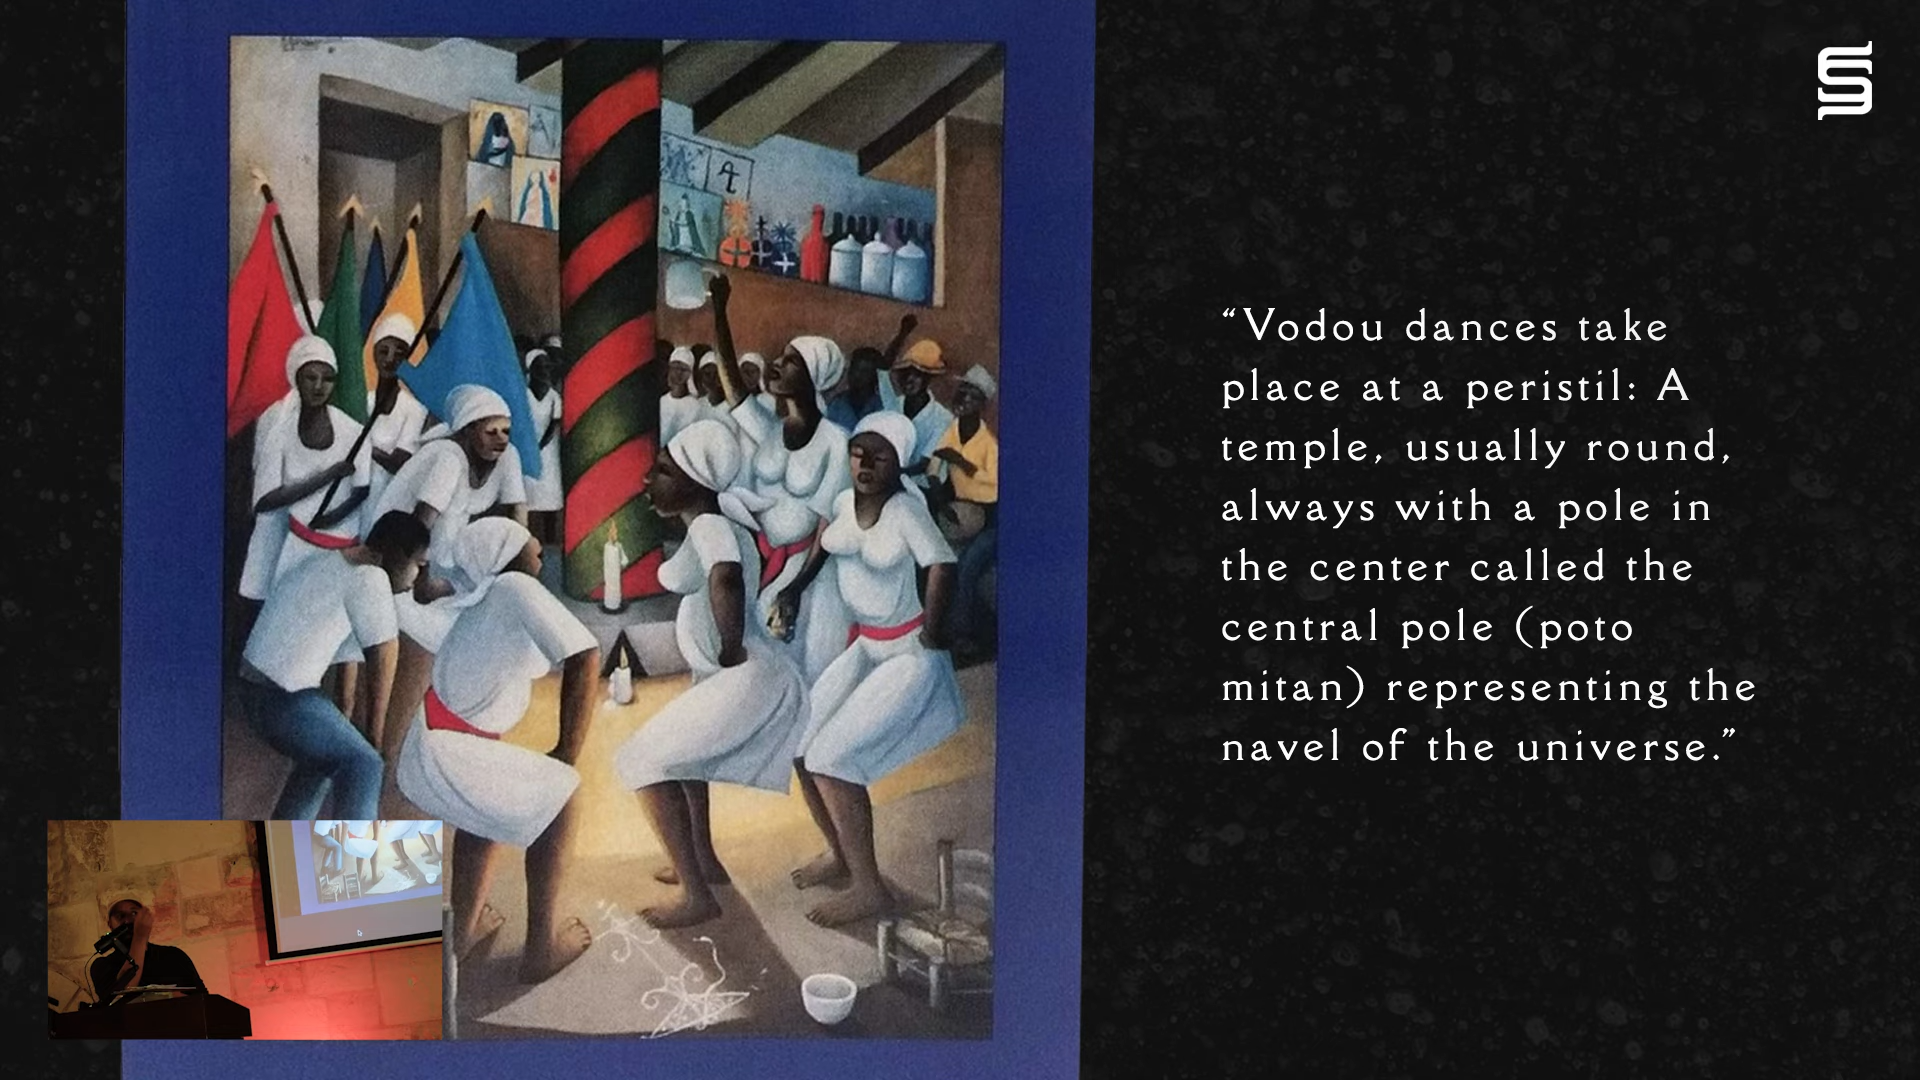 “Vodou dances take
place at a peristil: A
temple, usually round,
always with a pole in
the center called the
central pole (poto
mitan) representing the
navel of the universe.”